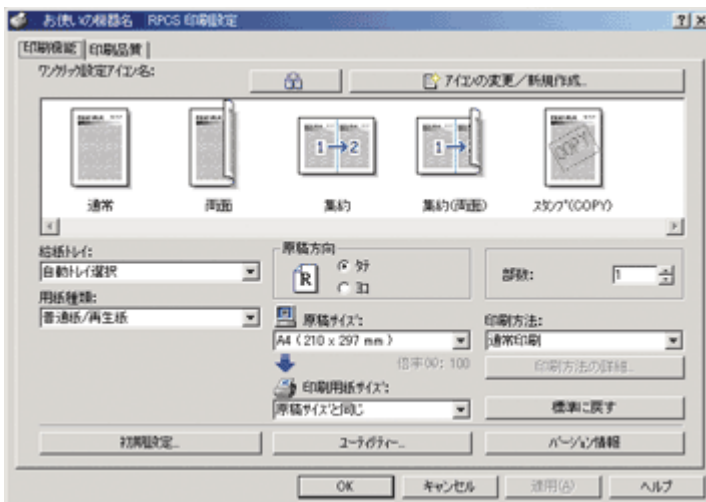 お使いの機器名 RPCS 印刷設定
印刷機能 印刷品質
ワンクリック設定アイコン名:
アイコンの変更/新規作成...
1→2
1→
COPY
通常 両面 集約 集約(両面) スタンプ(COPY)
給紙トレイ:
自動トレイ選択
用紙種類:
普通紙/再生紙
原稿方向
R
タテ
ヨコ
部数: 1
原稿サイズ:
A4 (210 x 297 mm)
倍率(%): 100
印刷用紙サイズ:
原稿サイズと同じ
印刷方法:
通常印刷
印刷方法の詳細...
標準に戻す
初期設定... ユーティリティー... バージョン情報
OK キャンセル 適用(A) ヘルプ